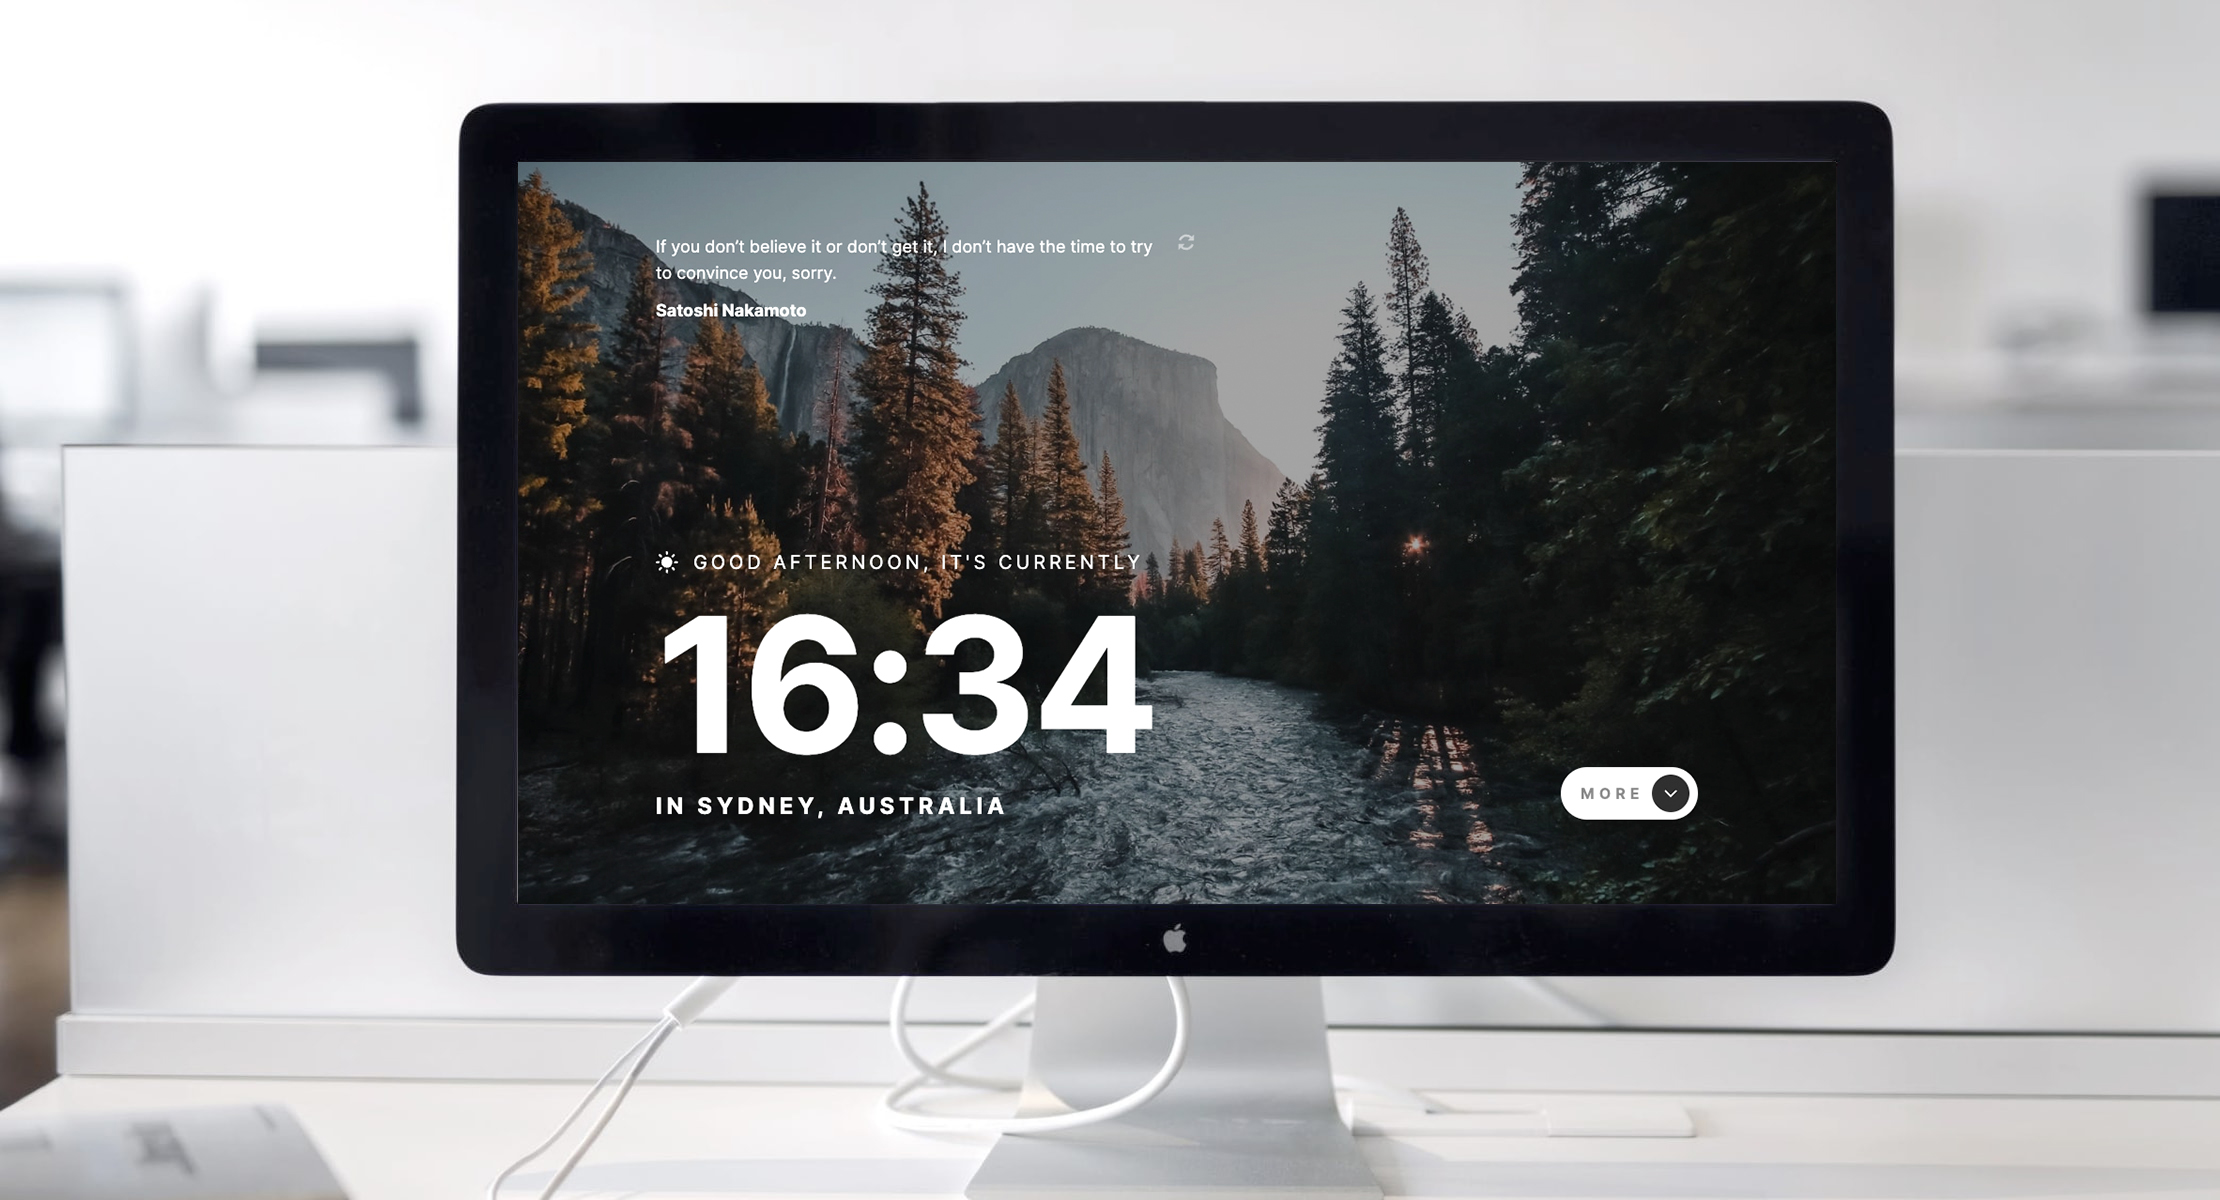 If you don’t believe it or don’t get it, I don’t have the time to try
to convince you, sorry.
Satoshi Nakamoto
GOOD AFTERNOON, IT'S CURRENTLY
16:34
IN SYDNEY, AUSTRALIA
MORE